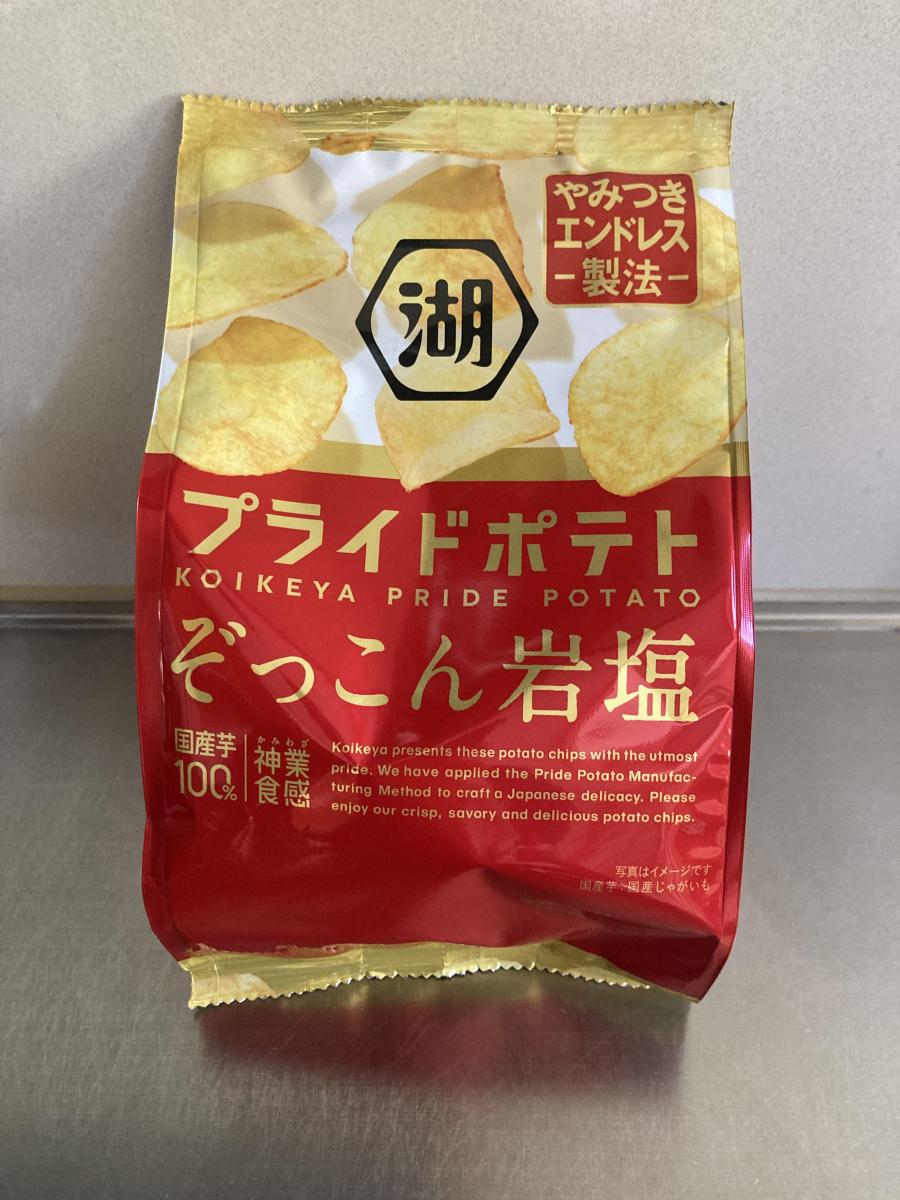 やみつき
エンドレス
製法
湖
プライドポテト
KOIKEYA PRIDE POTATO
ぞっこん岩塩
国産芋
100%
かみわざ
神業
食感
Koikeya presents these potato chips with the utmost
pride. We have applied the Pride Potato Manufac-
turing Method to craft a Japanese delicacy. Please
enjoy our crisp, savory and delicious potato chips.
写真はイメージです
国産芋:国産じゃがいも